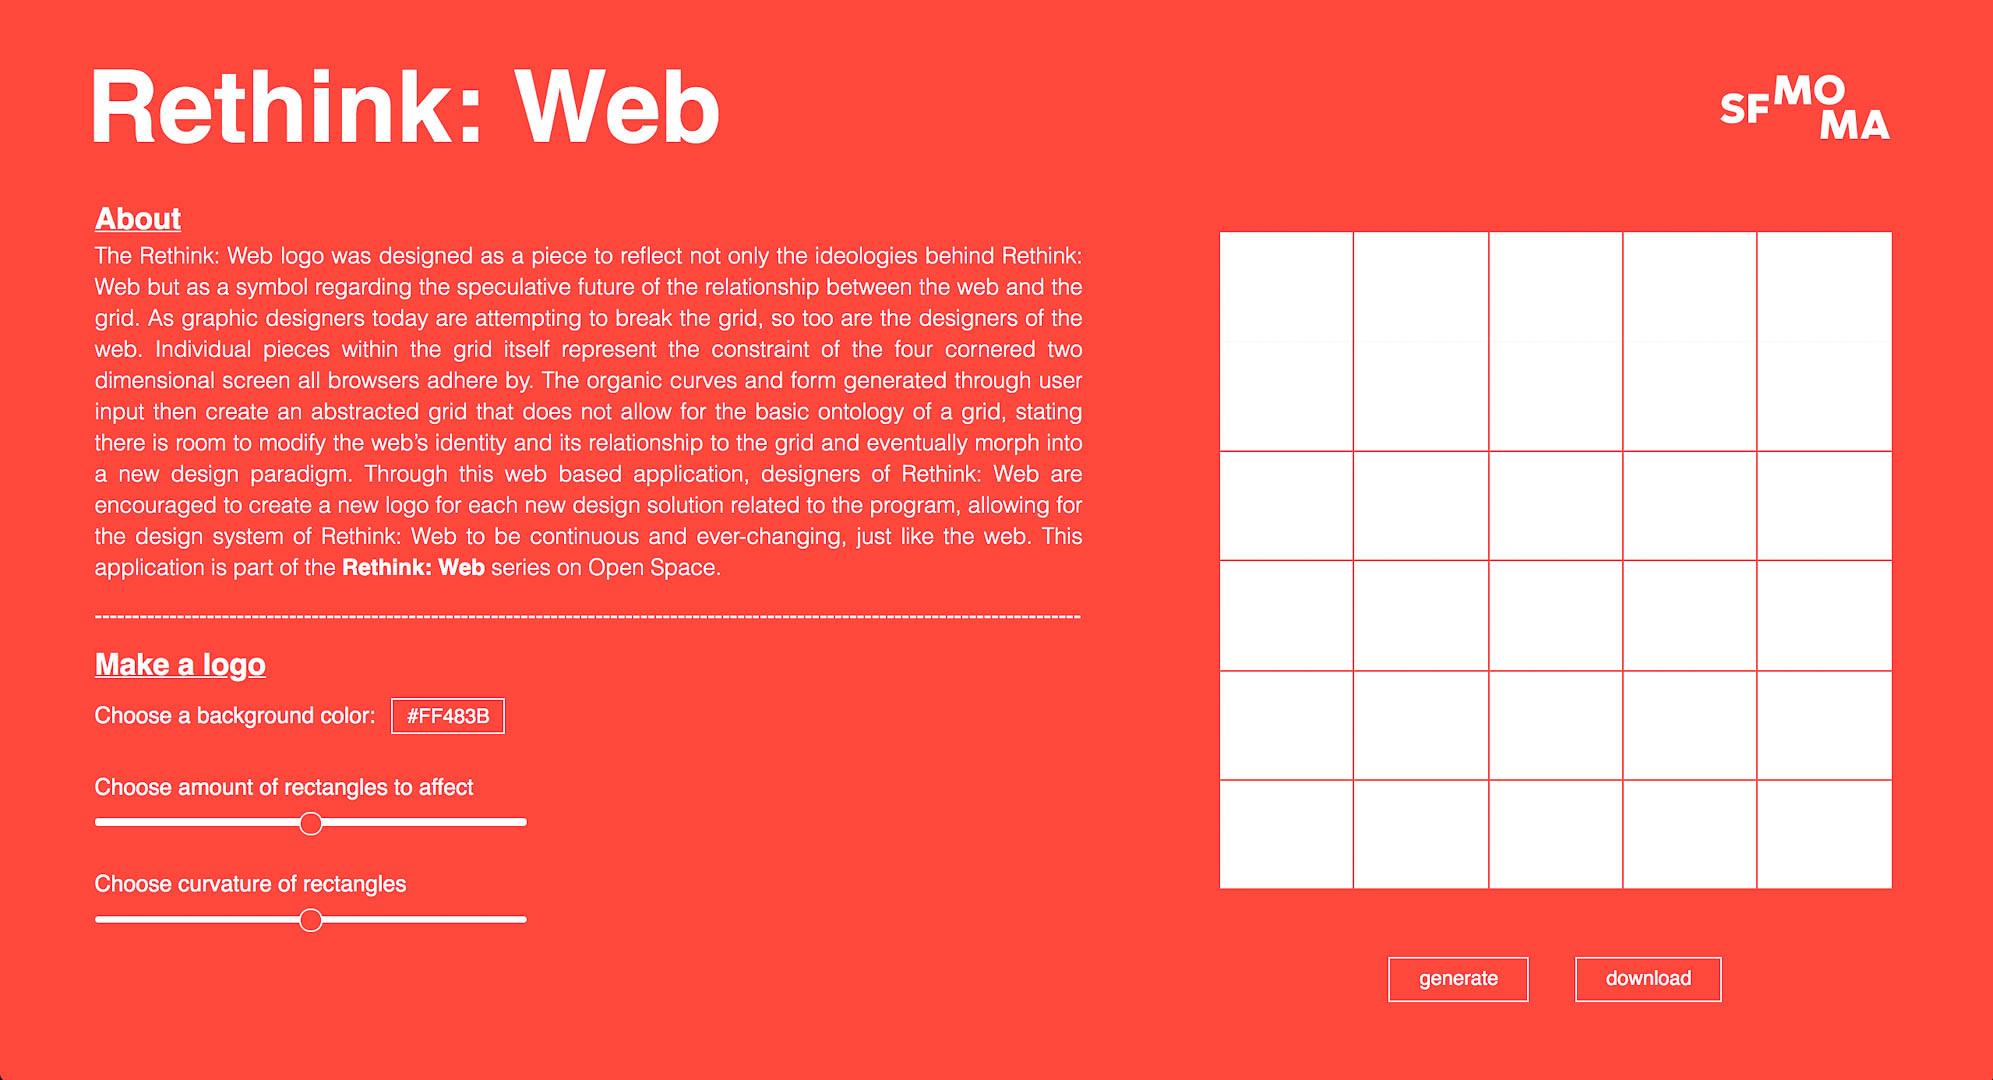 Rethink: Web
SF MO
MA
About
The Rethink: Web logo was designed as a piece to reflect not only the ideologies behind Rethink:
Web but as a symbol regarding the speculative future of the relationship between the web and the
grid. As graphic designers today are attempting to break the grid, so too are the designers of the
web. Individual pieces within the grid itself represent the constraint of the four cornered two
dimensional screen all browsers adhere by. The organic curves and form generated through user
input then create an abstracted grid that does not allow for the basic ontology of a grid, stating
there is room to modify the web’s identity and its relationship to the grid and eventually morph into
a new design paradigm. Through this web based application, designers of Rethink: Web are
encouraged to create a new logo for each new design solution related to the program, allowing for
the design system of Rethink: Web to be continuous and ever-changing, just like the web. This
application is part of the Rethink: Web series on Open Space.
Make a logo
Choose a background color: #FF483B
Choose amount of rectangles to affect
Choose curvature of rectangles
generate
download